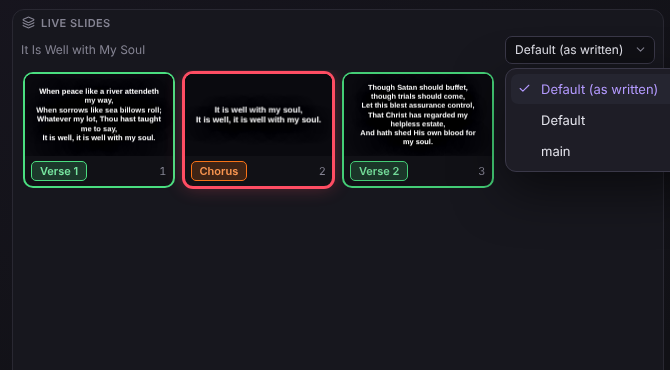 LIVE SLIDES
It Is Well with My Soul
Default (as written)
When peace like a river attendeth
my way,
When sorrows like sea billows roll;
Whatever my lot, Thou hast taught
me to say,
It is well, it is well with my soul.
Verse 1
1
It is well with my soul,
It is well, it is well with my soul.
Chorus
2
Though Satan should buffet,
though trials should come,
Let this blest assurance control,
That Christ has regarded my
helpless estate,
And hath shed His own blood for
my soul.
Verse 2
3
Default (as written)
Default
main